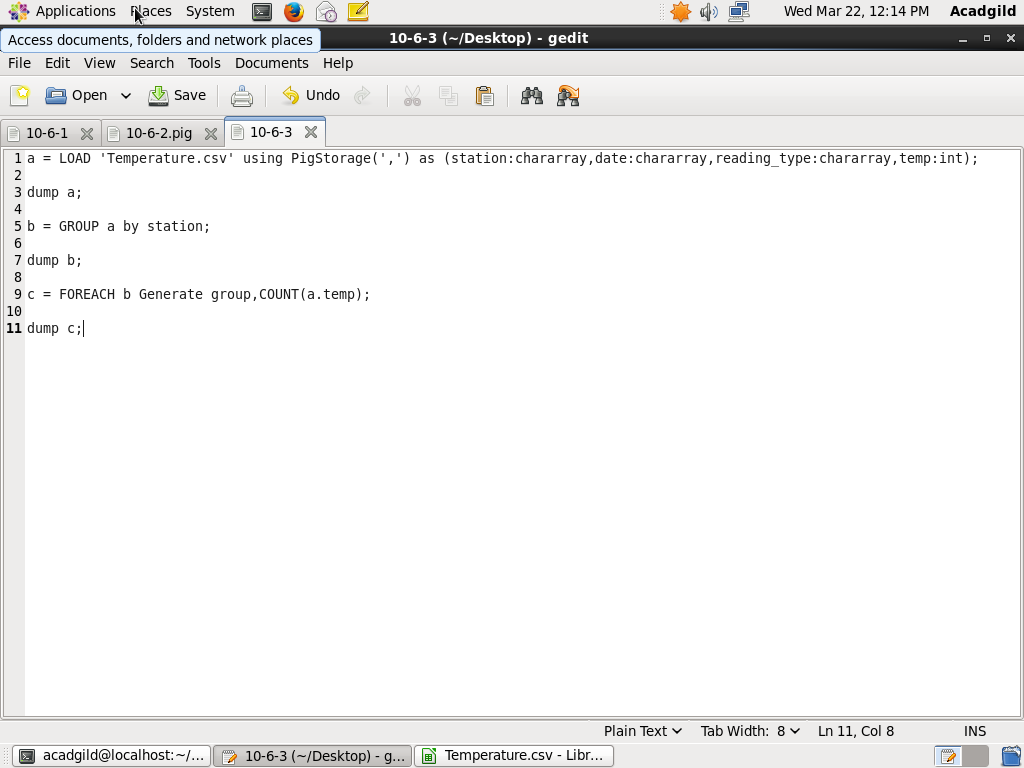 Applications Places System Wed Mar 22, 12:14 PM Acadgild
Access documents, folders and network places
10-6-3 (~/Desktop) - gedit
File Edit View Search Tools Documents Help
Open Save Undo
10-6-1 10-6-2.pig 10-6-3
1 a = LOAD 'Temperature.csv' using PigStorage(',') as (station:chararray,date:chararray,reading_type:chararray,temp:int);
2
3 dump a;
4
5 b = GROUP a by station;
6
7 dump b;
8
9 c = FOREACH b Generate group,COUNT(a.temp);
10
11 dump c;
Plain Text Tab Width: 8 Ln 11, Col 8 INS
acadgild@localhost:~/... 10-6-3 (~/Desktop) - g... Temperature.csv - Libr...